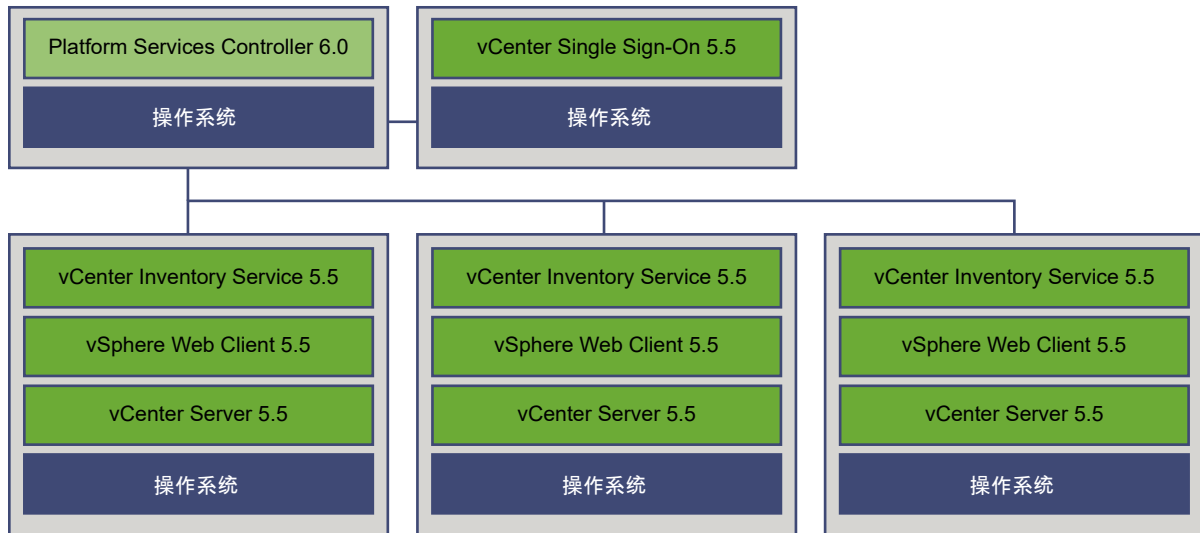 Platform Services Controller 6.0
vCenter Single Sign-On 5.5
操作系统
操作系统
vCenter Inventory Service 5.5
vCenter Inventory Service 5.5
vCenter Inventory Service 5.5
vSphere Web Client 5.5
vSphere Web Client 5.5
vSphere Web Client 5.5
vCenter Server 5.5
vCenter Server 5.5
vCenter Server 5.5
操作系统
操作系统
操作系统